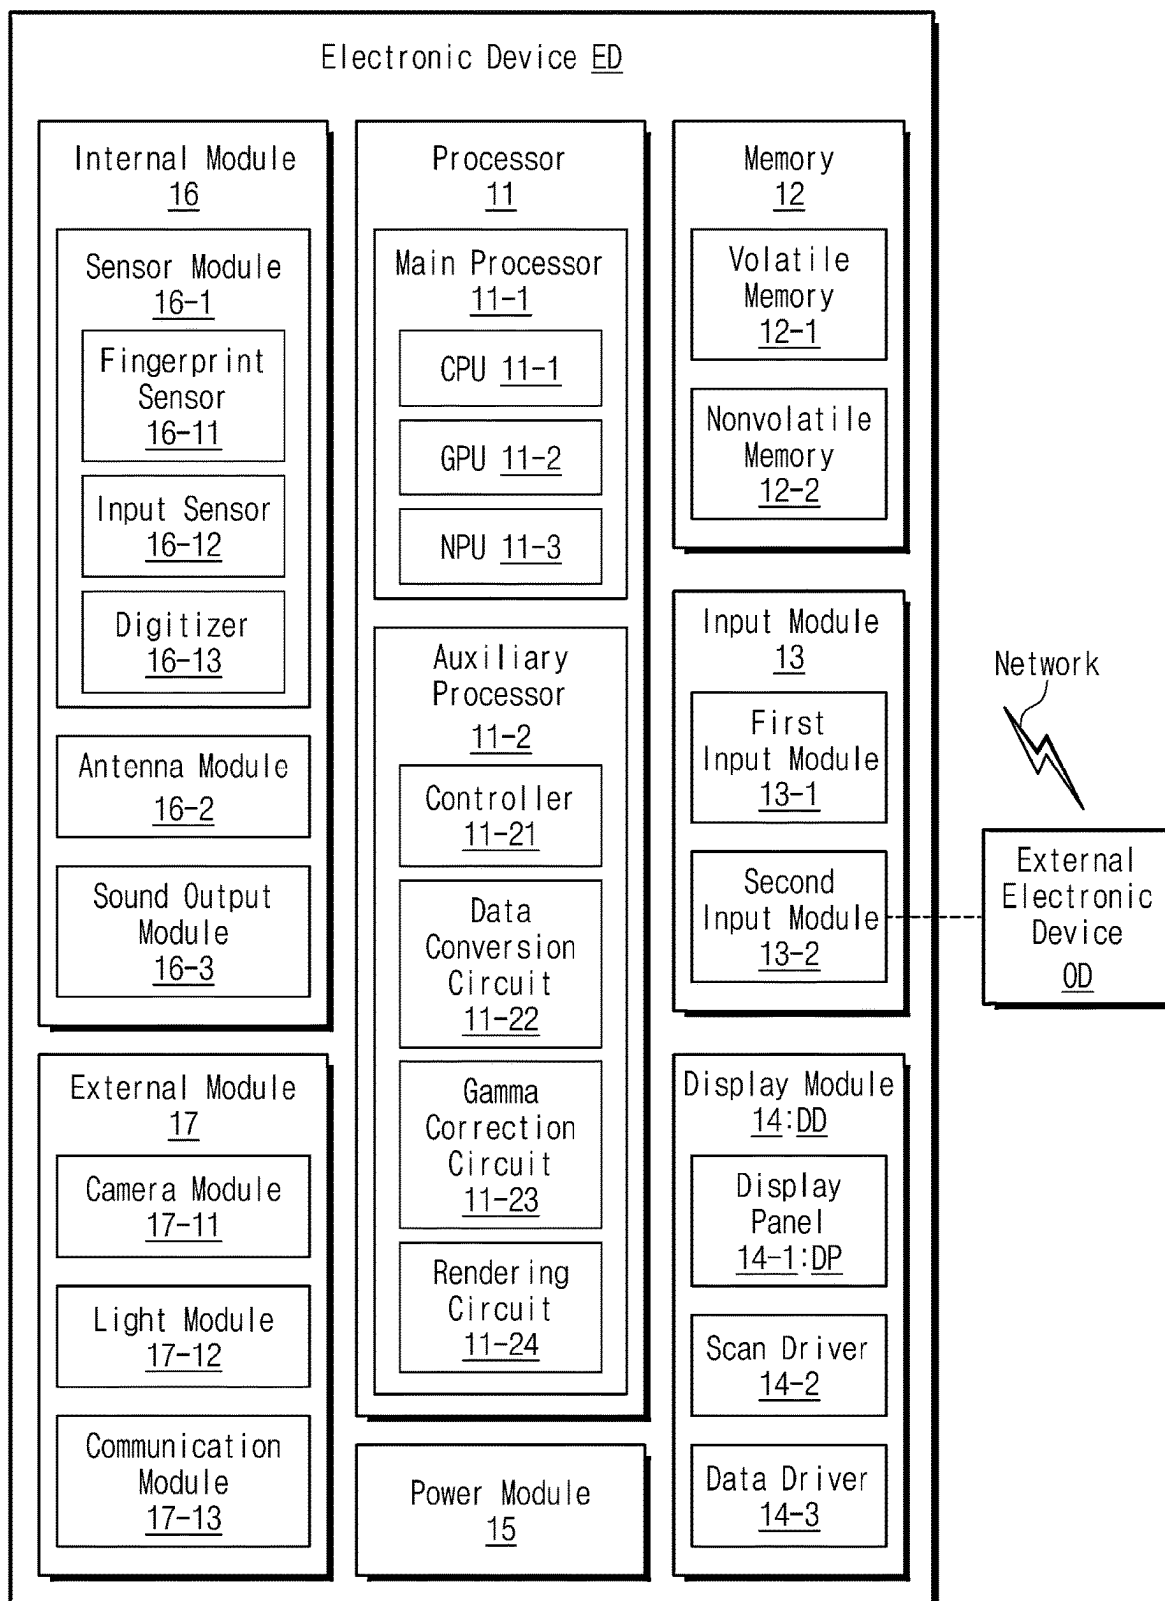 Electronic Device ED
Internal Module
16
Sensor Module
16-1
Fingerprint
Sensor
16-11
Input Sensor
16-12
Digitizer
16-13
Antenna Module
16-2
Sound Output
Module
16-3
External Module
17
Camera Module
17-11
Light Module
17-12
Communication
Module
17-13
Processor
11
Main Processor
11-1
CPU 11-1
GPU 11-2
NPU 11-3
Auxiliary
Processor
11-2
Controller
11-21
Data
Conversion
Circuit
11-22
Gamma
Correction
Circuit
11-23
Rendering
Circuit
11-24
Power Module
15
Memory
12
Volatile
Memory
12-1
Nonvolatile
Memory
12-2
Input Module
13
First
Input Module
13-1
Second
Input Module
13-2
Display Module
14:DD
Display
Panel
14-1:DP
Scan Driver
14-2
Data Driver
14-3
Network
External
Electronic
Device
OD